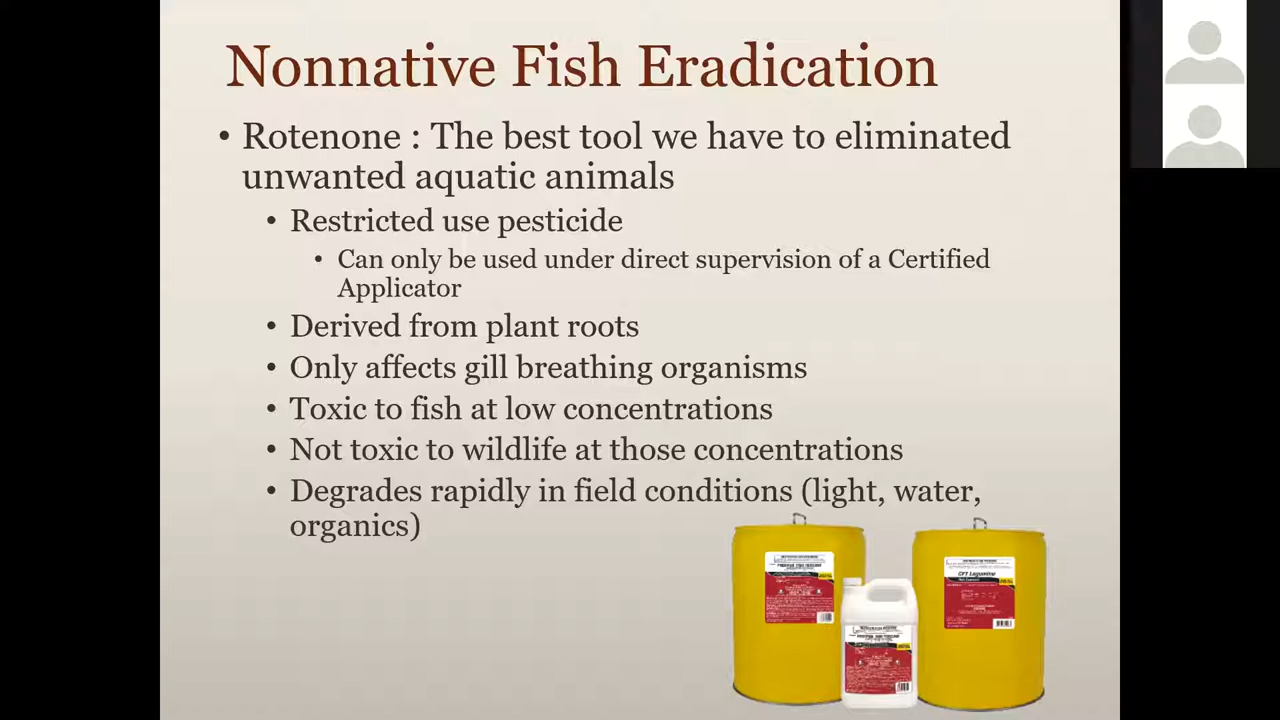 Nonnative Fish Eradication
• Rotenone : The best tool we have to eliminated
unwanted aquatic animals
• Restricted use pesticide
• Can only be used under direct supervision of a Certified
Applicator
• Derived from plant roots
• Only affects gill breathing organisms
• Toxic to fish at low concentrations
• Not toxic to wildlife at those concentrations
• Degrades rapidly in field conditions (light, water,
organics)
CFT Legumine